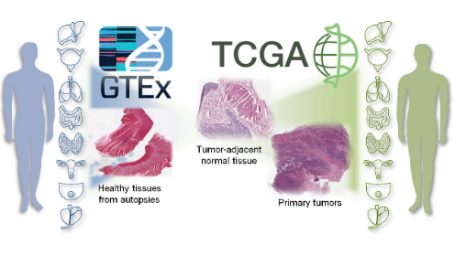 GTEx
TCGA
Tumor-adjacent
normal tissue
Healthy tissues
from autopsies
Primary tumors